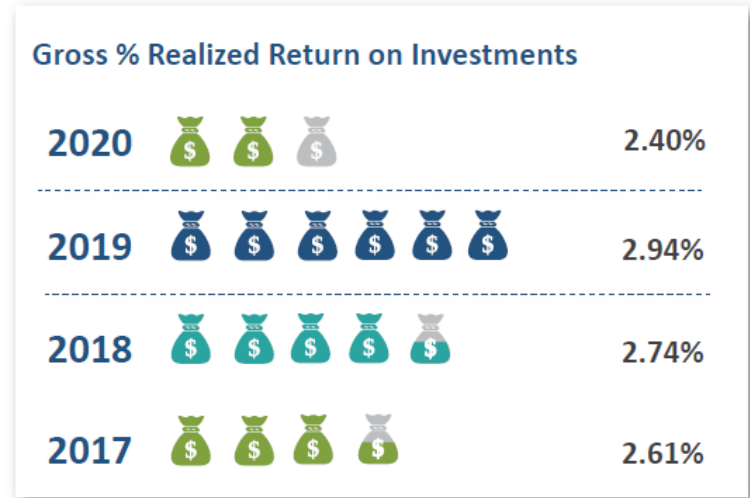 Gross % Realized Return on Investments
2020 $ $ $ 2.40%
2019 $ $ $ $ $ $ 2.94%
2018 $ $ $ $ $ 2.74%
2017 $ $ $ $ 2.61%